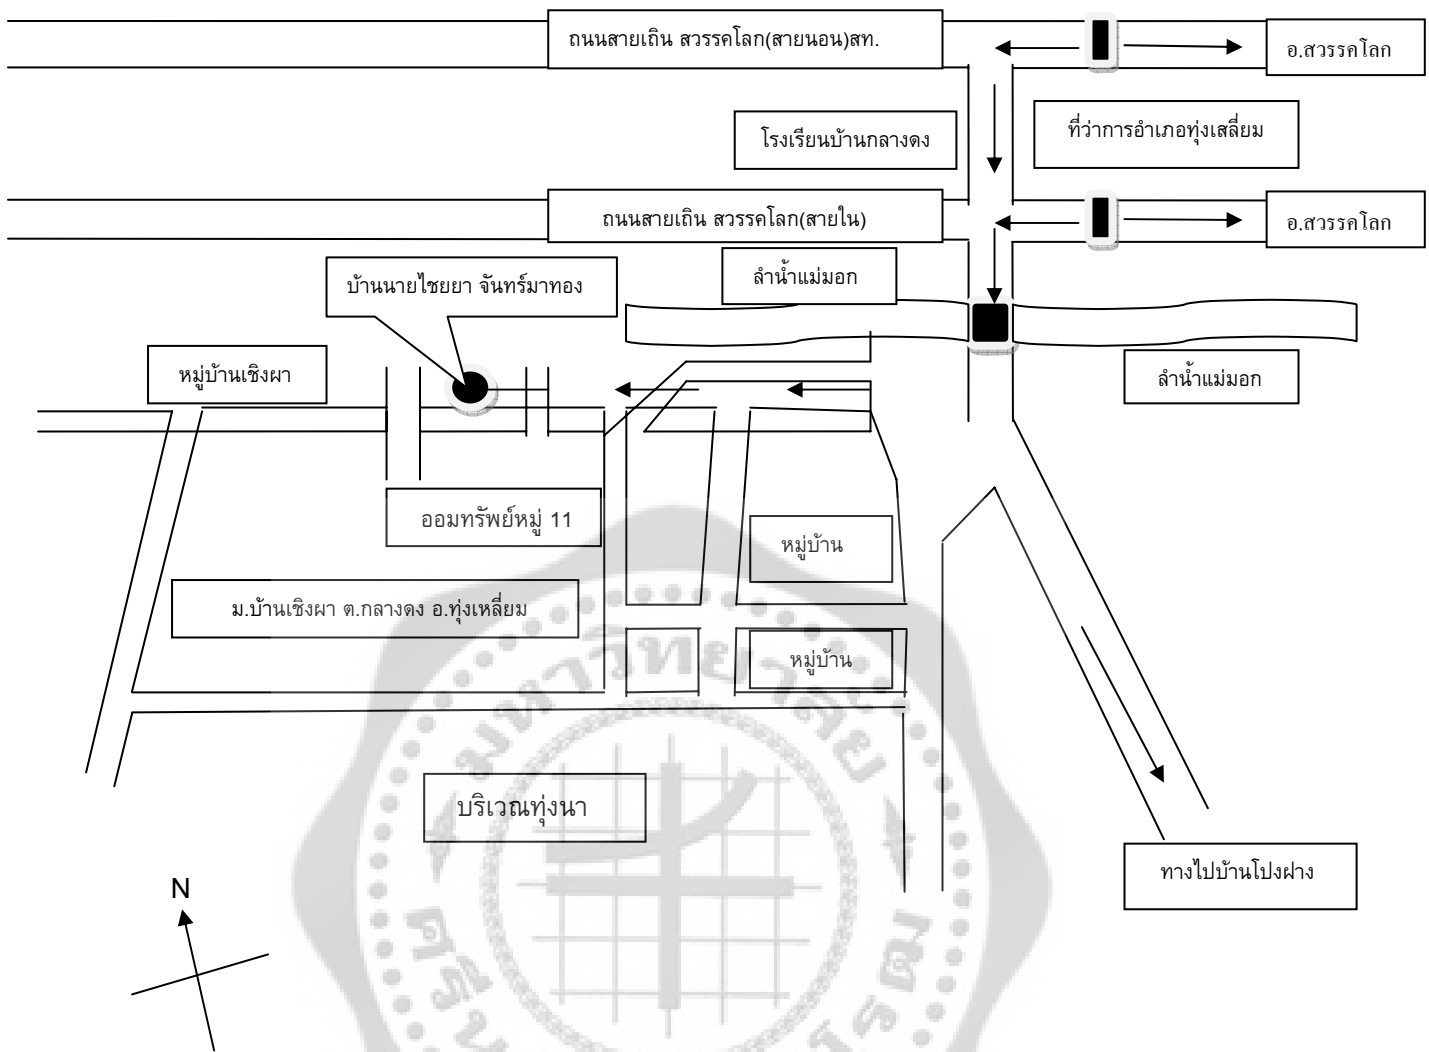 ถนนสายเถิน สวรรคโลก(สายนอน)สท.
อ.สวรรคโลก
โรงเรียนบ้านกลางดง
ที่ว่าการอำเภอทุ่งเสลี่ยม
ถนนสายเถิน สวรรคโลก(สายใน)
อ.สวรรคโลก
ลำน้ำแม่มอก
บ้านนายไชยยา จันทร์มาทอง
หมู่บ้านเชิงผา
ลำน้ำแม่มอก
ออมทรัพย์หมู่ 11
หมู่บ้าน
ม.บ้านเชิงผา ต.กลางดง อ.ทุ่งเหลี่ยม
หมู่บ้าน
มหาวิทยาลัย
บริเวณทุ่งนา
ทางไปบ้านโปงฝาง
N